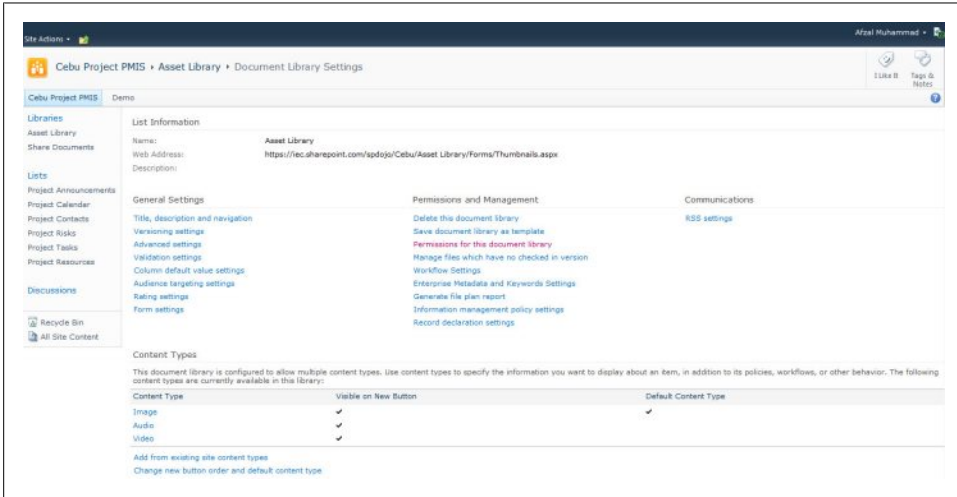 Site Actions
Afzal Muhammad
Cebu Project PMIS › Asset Library › Document Library Settings
I Like It
Tags & Notes
Cebu Project PMIS
Demo
Libraries
Asset Library
Share Documents
Lists
Project Announcements
Project Calendar
Project Contacts
Project Risks
Project Tasks
Project Resources
Discussions
Recycle Bin
All Site Content
List Information
Name: Asset Library
Web Address: https://iec.sharepoint.com/spdojo/Cebu/Asset Library/Forms/Thumbnails.aspx
Description:
General Settings
Title, description and navigation
Versioning settings
Advanced settings
Validation settings
Column default value settings
Audience targeting settings
Rating settings
Form settings
Permissions and Management
Delete this document library
Save document library as template
Permissions for this document library
Manage files which have no checked in version
Workflow Settings
Enterprise Metadata and Keywords Settings
Generate file plan report
Information management policy settings
Record declaration settings
Communications
RSS settings
Content Types
This document library is configured to allow multiple content types. Use content types to specify the information you want to display about an item, in addition to its policies, workflows, or other behavior. The following
content types are currently available in this library:
Content Type Visible on New Button Default Content Type
Image ✔ ✔
Audio ✔
Video ✔
Add from existing site content types
Change new button order and default content type